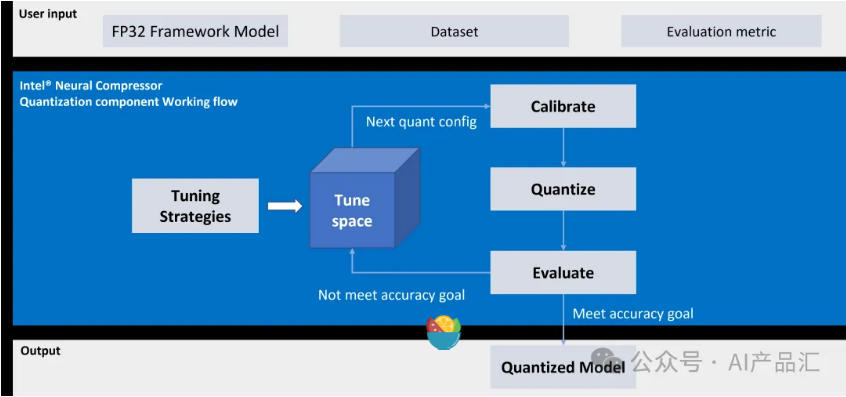 User input
FP32 Framework Model
Dataset
Evaluation metric
Intel® Neural Compressor
Quantization component Working flow
Next quant config
Calibrate
Tuning
Strategies
Tune
space
Quantize
Evaluate
Not meet accuracy goal
Meet accuracy goal
Output
Quantized Model
公众号 · AI产品汇